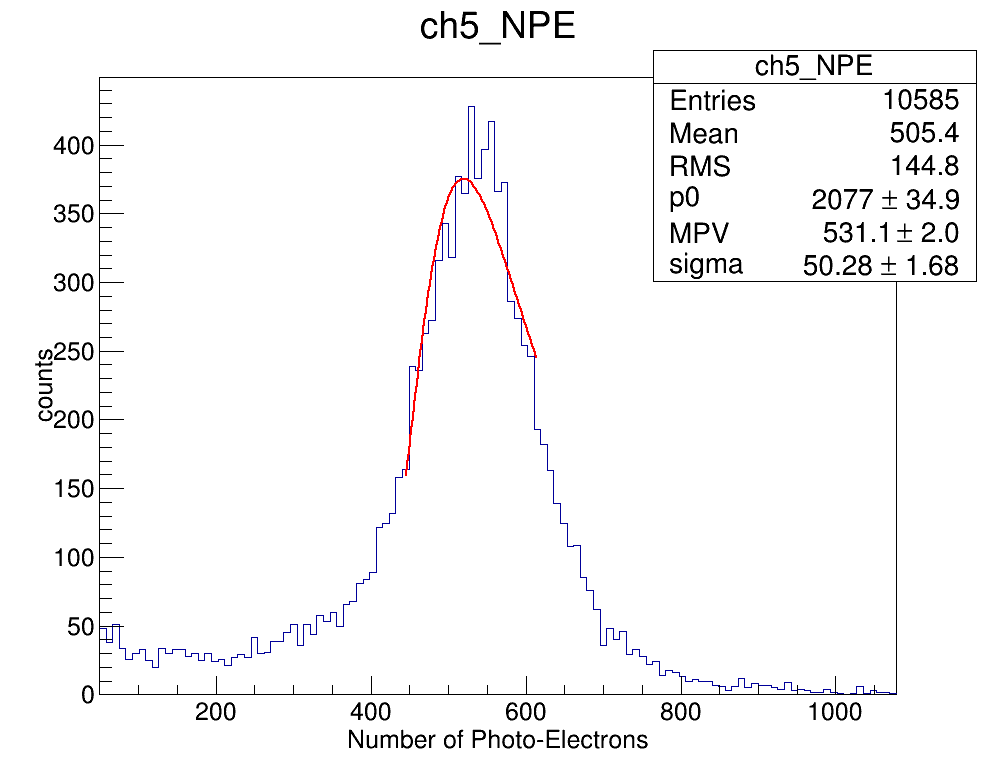 ch5_NPE
ch5_NPE
Entries 10585
Mean 505.4
RMS 144.8
p0 2077 ± 34.9
MPV 531.1 ± 2.0
sigma 50.28 ± 1.68
counts
400
350
300
250
200
150
100
50
0
200 400 600 800 1000
Number of Photo-Electrons